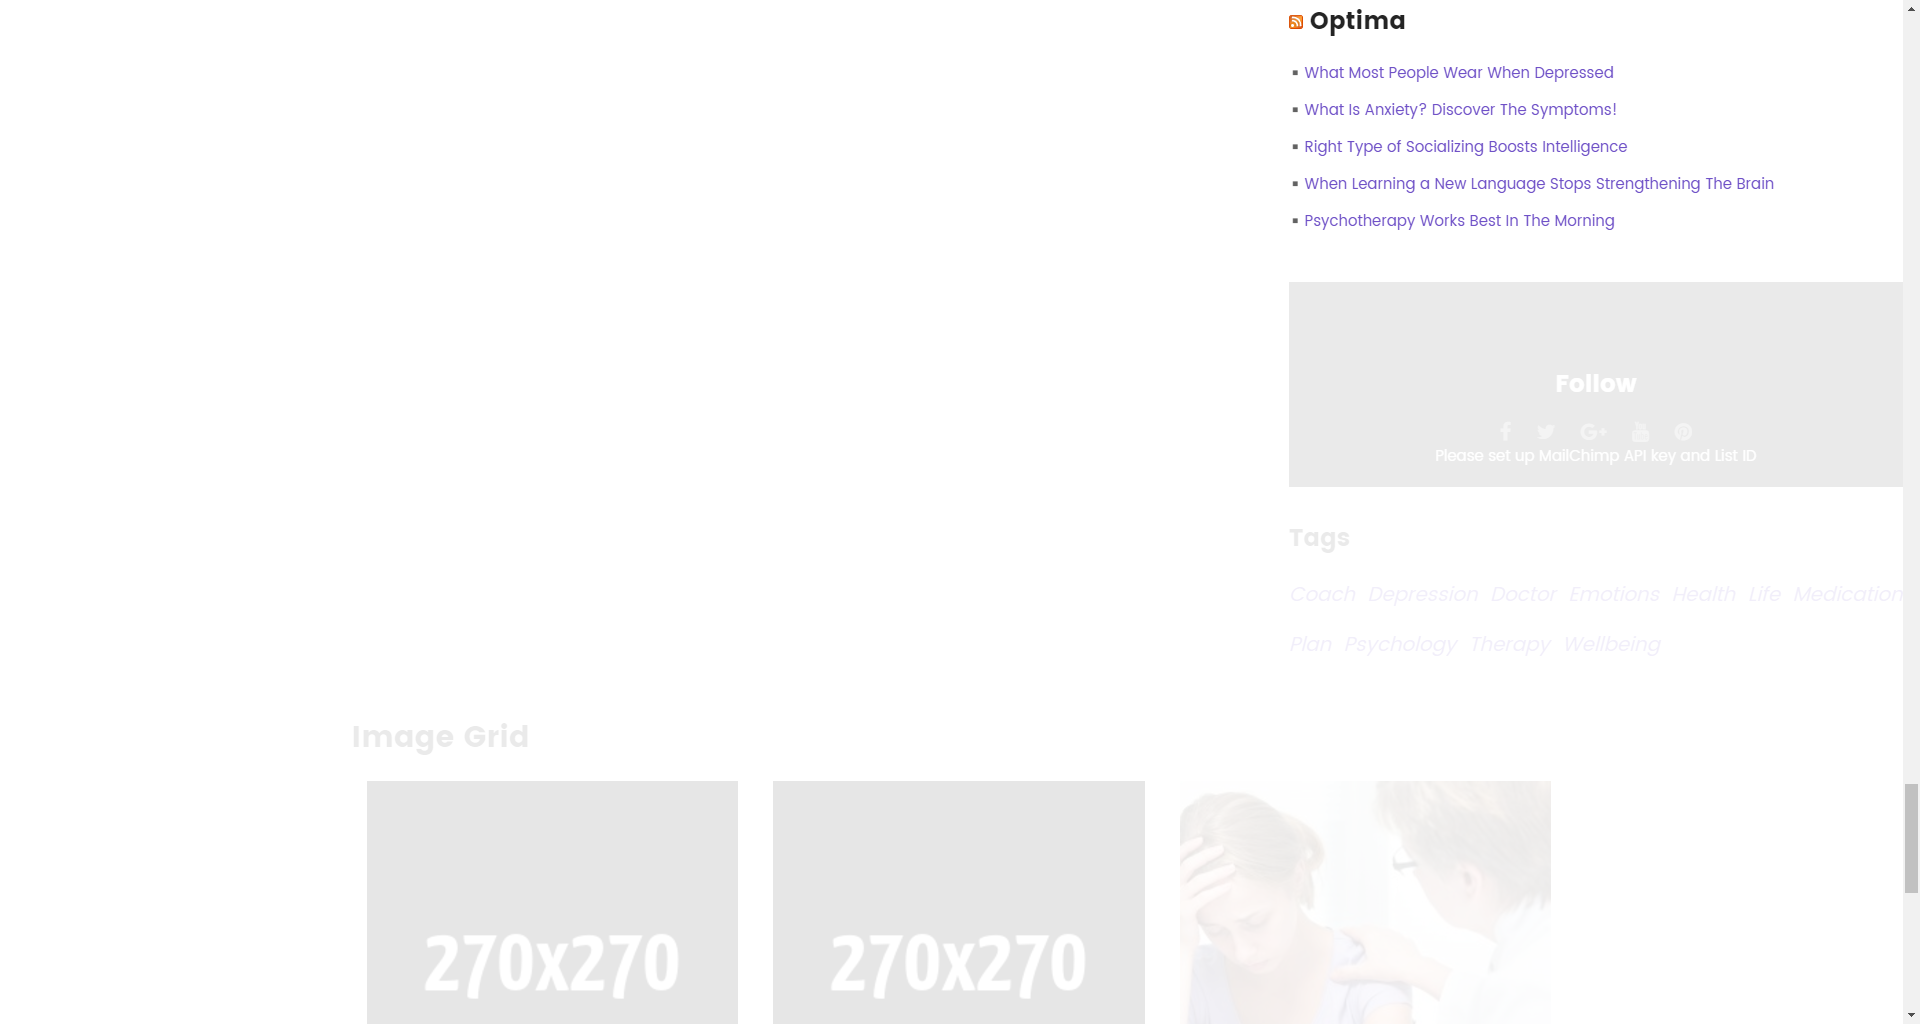 Optima
What Most People Wear When Depressed
What Is Anxiety? Discover The Symptoms!
Right Type of Socializing Boosts Intelligence
When Learning a New Language Stops Strengthening The Brain
Psychotherapy Works Best In The Morning
Follow
Please set up MailChimp API key and List ID
Tags
Coach Depression Doctor Emotions Health Life Medication
Plan Psychology Therapy Wellbeing
Image Grid
270x270 270x270